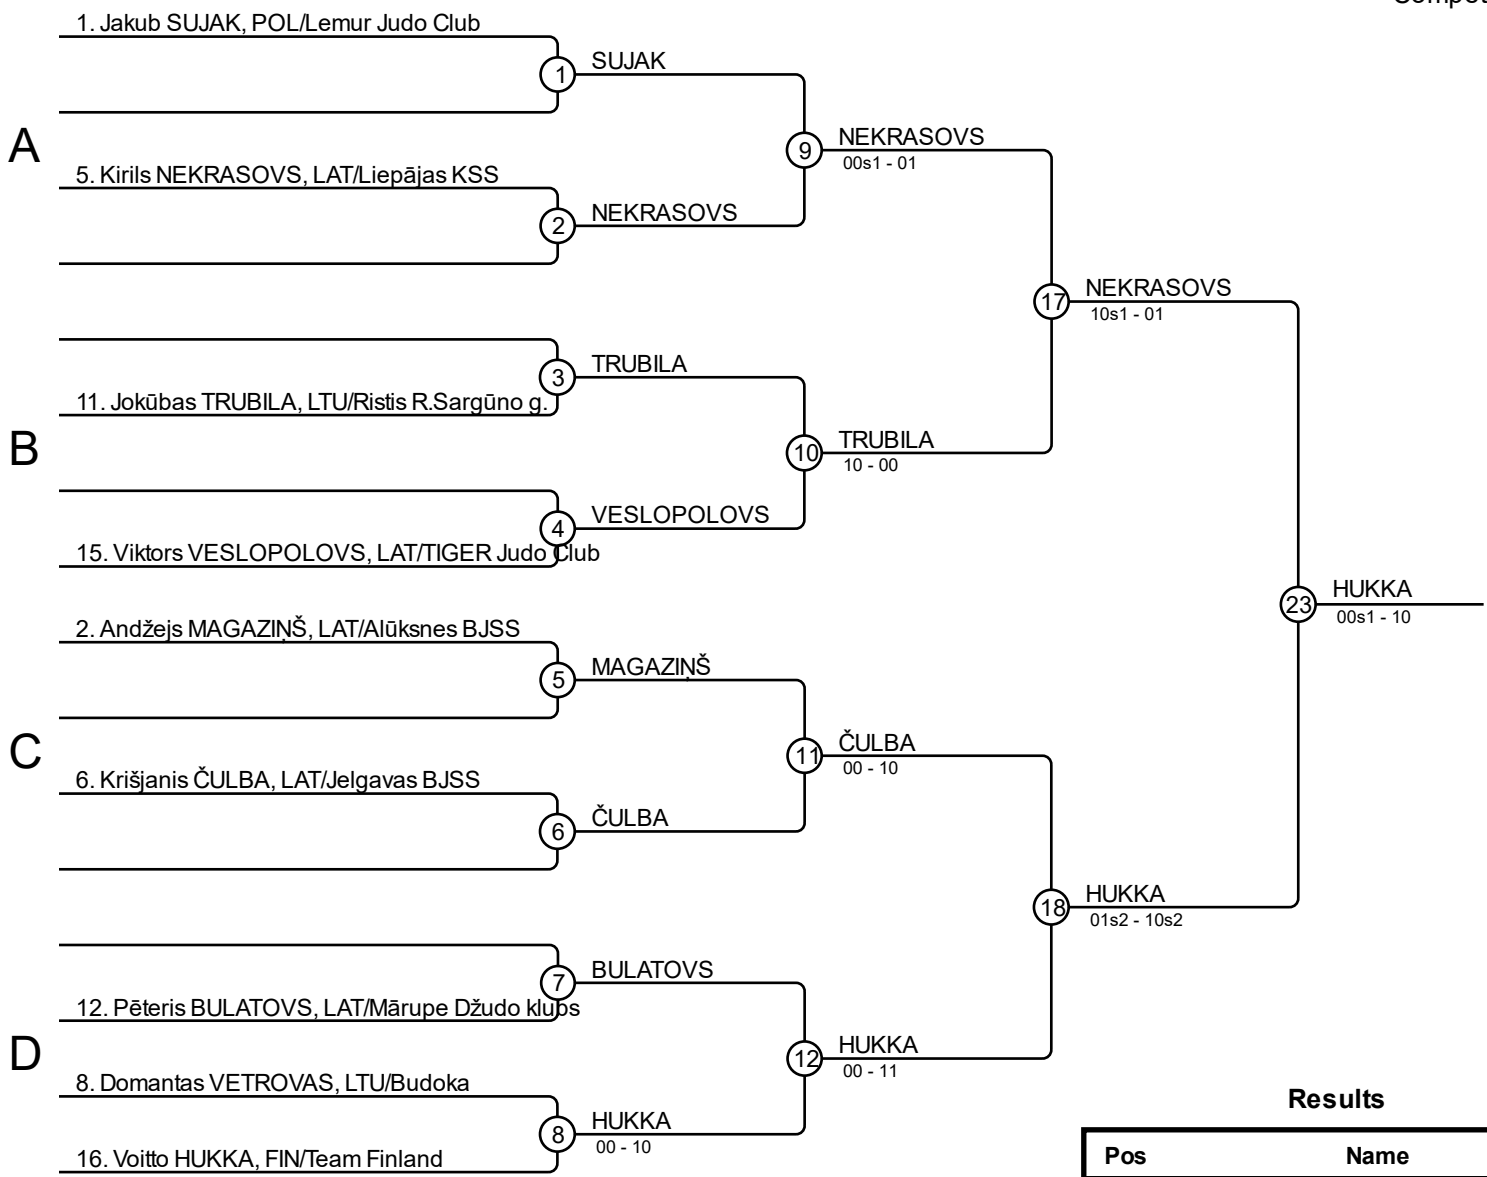 1. Jakub SUJAK, POL/Lemur Judo Club
1
SUJAK
A
9
NEKRASOVS
00s1 - 01
5. Kirils NEKRASOVS, LAT/Liepājas KSS
2
NEKRASOVS
17
NEKRASOVS
10s1 - 01
3
TRUBILA
11. Jokūbas TRUBILA, LTU/Ristis R.Sargūno g.
B
10
TRUBILA
10 - 00
4
VESLOPOLOVS
15. Viktors VESLOPOLOVS, LAT/TIGER Judo Club
23
HUKKA
00s1 - 10
2. Andžejs MAGAZIŅŠ, LAT/Alūksnes BJSS
5
MAGAZIŅŠ
C
11
ČULBA
00 - 10
6. Krišjanis ČULBA, LAT/Jelgavas BJSS
6
ČULBA
18
HUKKA
01s2 - 10s2
7
BULATOVS
12. Pēteris BULATOVS, LAT/Mārupe Džudo klubs
D
12
HUKKA
00 - 11
8. Domantas VETROVAS, LTU/Budoka
8
HUKKA
00 - 10
16. Voitto HUKKA, FIN/Team Finland
Results
Pos Name